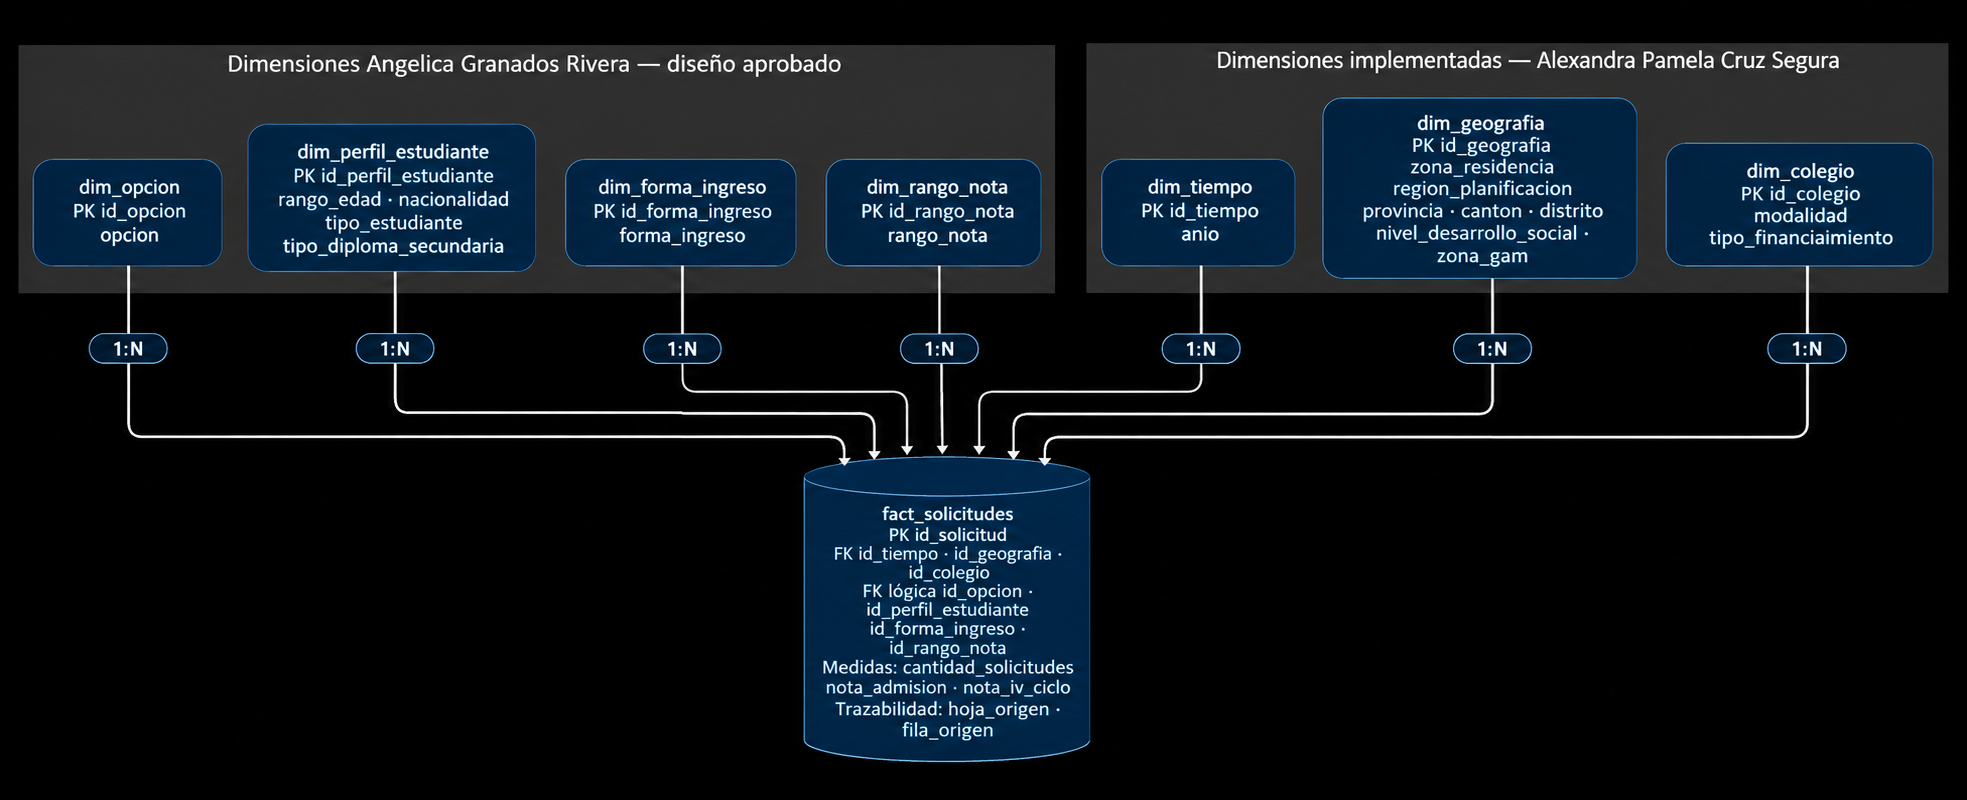 Dimensiones Angelica Granados Rivera — diseño aprobado
dim_opcion
PK id_opcion
opcion
dim_perfil_estudiante
PK id_perfil_estudiante
rango_edad · nacionalidad
tipo_estudiante
tipo_diploma_secundaria
dim_forma_ingreso
PK id_forma_ingreso
forma_ingreso
dim_rango_nota
PK id_rango_nota
rango_nota
Dimensiones implementadas — Alexandra Pamela Cruz Segura
dim_tiempo
PK id_tiempo
anio
dim_geografia
PK id_geografia
zona_residencia
region_planificacion
provincia · canton · distrito
nivel_desarrollo_social ·
zona_gam
dim_colegio
PK id_colegio
modalidad
tipo_financiaimiento
1:N
1:N
1:N
1:N
1:N
1:N
1:N
fact_solicitudes
PK id_solicitud
FK id_tiempo · id_geografia ·
id_colegio
FK lógica id_opcion ·
id_perfil_estudiante
id_forma_ingreso ·
id_rango_nota
Medidas: cantidad_solicitudes
nota_admision · nota_iv_ciclo
Trazabilidad: hoja_origen ·
fila_origen